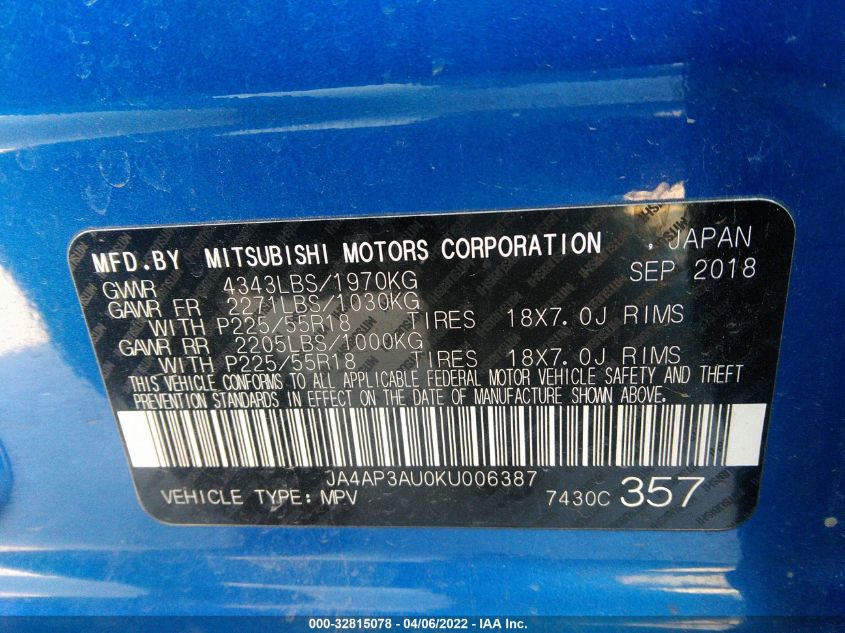 MFD.BY MITSUBISHI MOTORS CORPORATION , JAPAN
GVWR 4343LBS/1970KG SEP 2018
GAWR FR 2271LBS/1030KG
WITH P225/55R18 TIRES 18X7.0J RIMS
GAWR RR 2205LBS/1000KG
WITH P225/55R18 TIRES 18X7.0J RIMS
THIS VEHICLE CONFORMS TO ALL APPLICABLE FEDERAL MOTOR VEHICLE SAFETY AND THEFT
PREVENTION STANDARDS IN EFFECT ON THE DATE OF MANUFACTURE SHOWN ABOVE.
JA4AP3AU0KU006387
VEHICLE TYPE: MPV 7430C 357
000-32815078 - 04/06/2022 - IAA Inc.